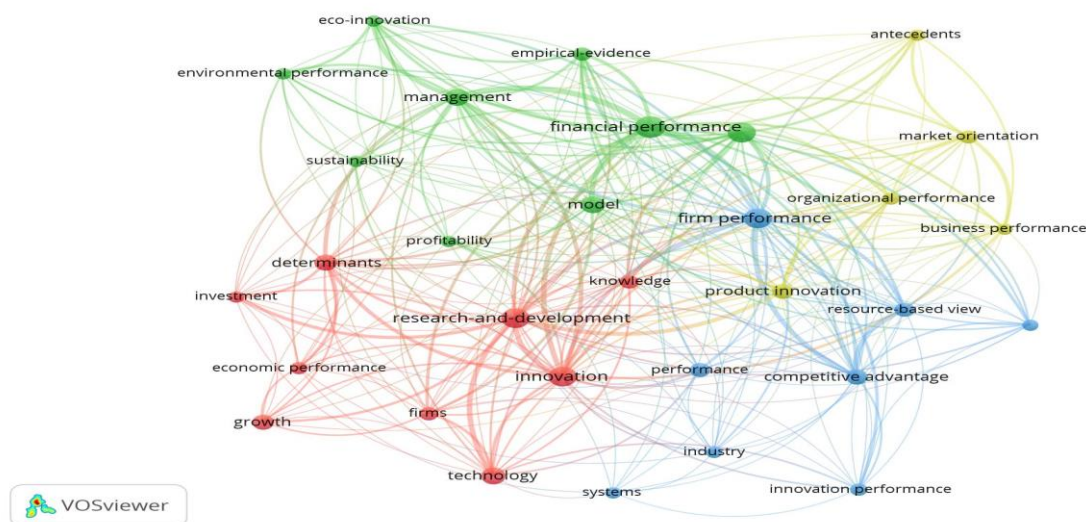 eco-innovation
antecedents
empirical-evidence
environmental performance
management
financial performance
market orientation
sustainability
organizational performance
model
firm performance
business performance
profitability
determinants
knowledge
product innovation
investment
resource-based view
research-and-development
economic performance
performance
innovation
competitive advantage
firms
growth
industry
technology
systems
innovation performance
VOSviewer